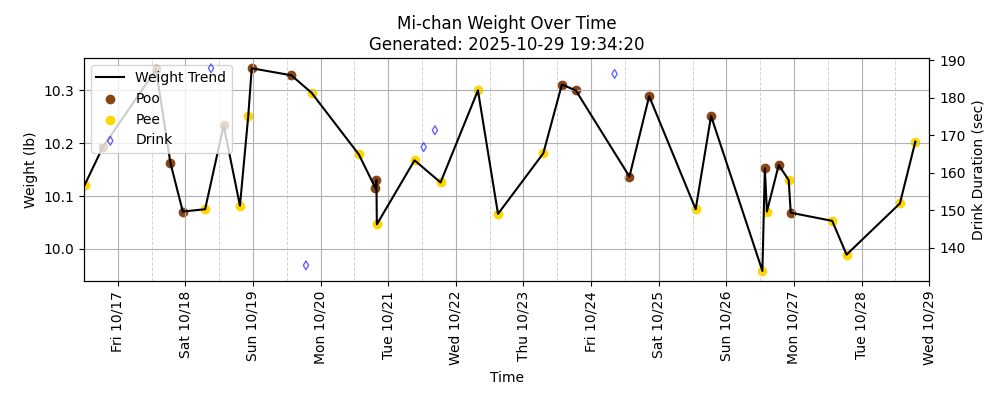 Mi-chan Weight Over Time
Generated: 2025-10-29 19:34:20
Weight Trend
Poo
Pee
Drink
Weight (lb)
10.3
10.2
10.1
10.0
190
180
170
160
150
140
Drink Duration (sec)
Fri 10/17
Sat 10/18
Sun 10/19
Mon 10/20
Tue 10/21
Wed 10/22
Thu 10/23
Fri 10/24
Sat 10/25
Sun 10/26
Mon 10/27
Tue 10/28
Wed 10/29
Time